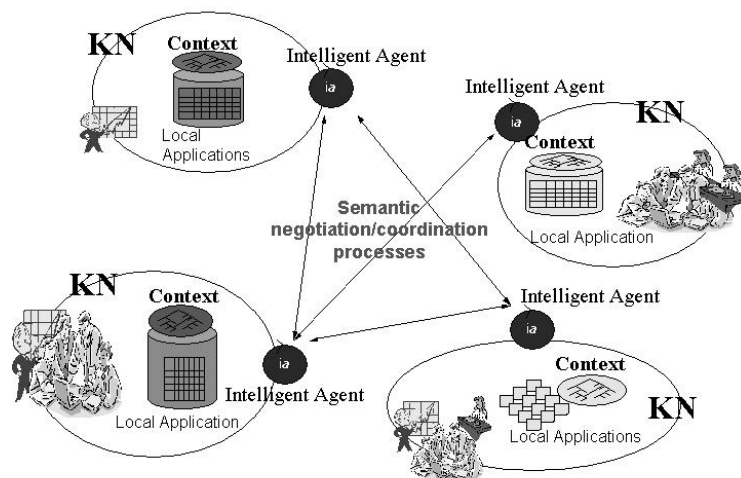 KN
Context
Intelligent Agent
ia
Local
Applications
Intelligent Agent
ia
KN
Context
Local Application
Semantic
negotiation/coordination
processes
KN
Context
ia
Intelligent Agent
Local Application
Intelligent Agent
ia
Context
KN
Local Applications